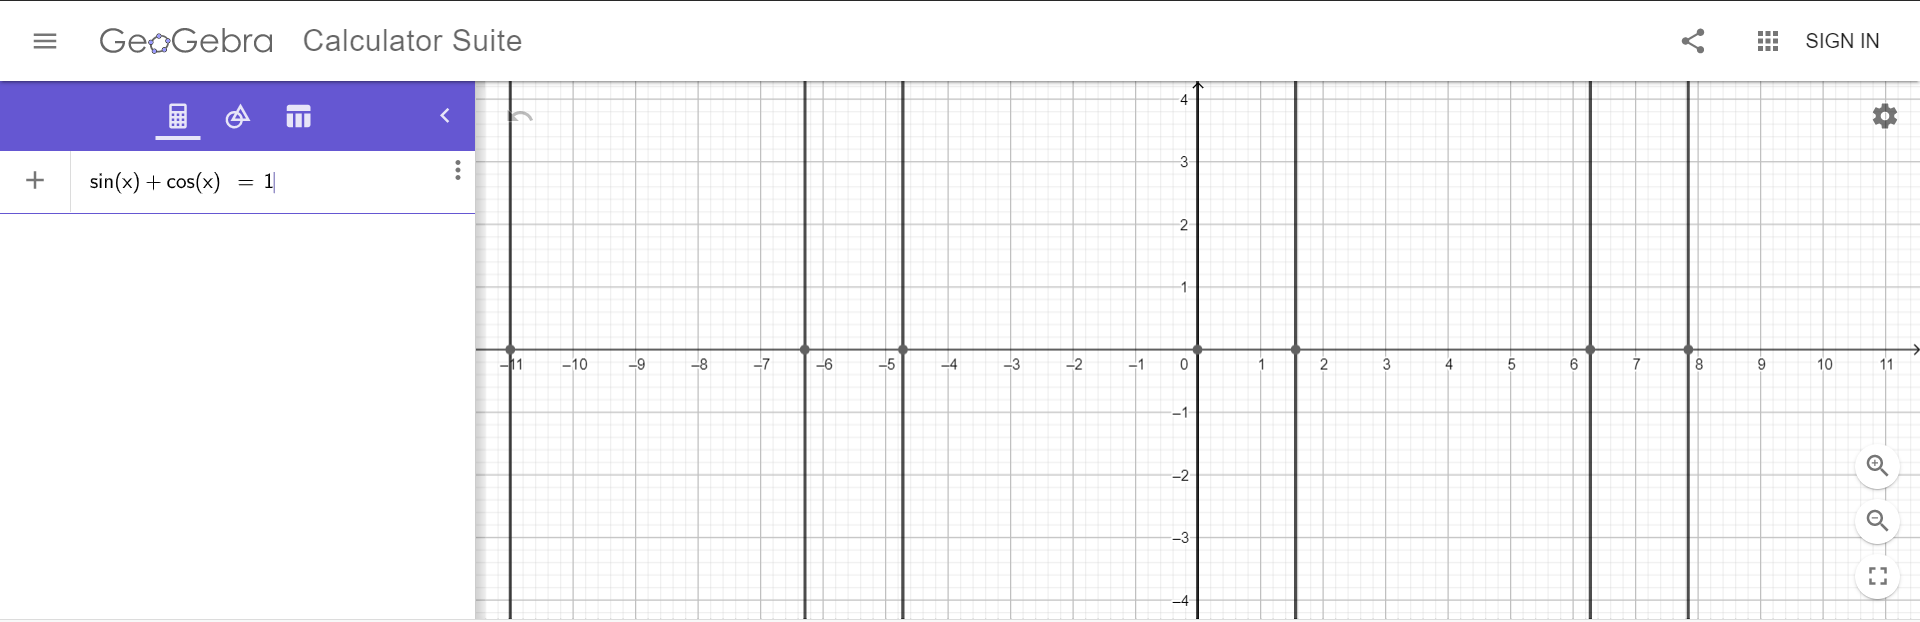 GeoGebra Calculator Suite SIGN IN
sin(x) + cos(x) = 1
4
3
2
1
–11 –10 –9 –8 –7 –6 –5 –4 –3 –2 –1 0 1 2 3 4 5 6 7 8 9 10 11
–1
–2
–3
–4